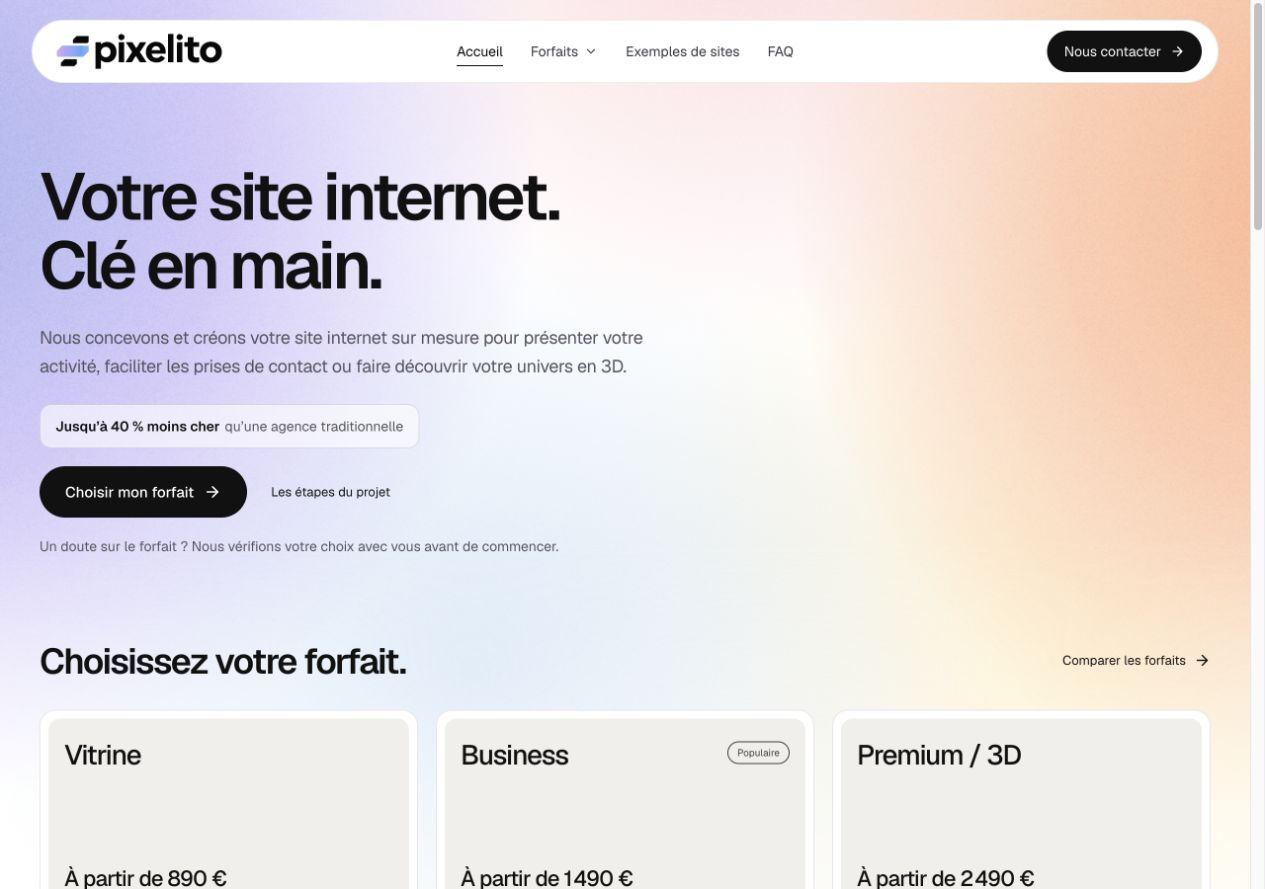 pixelito
Accueil
Forfaits
Exemples de sites
FAQ
Nous contacter
Votre site internet.
Clé en main.
Nous concevons et créons votre site internet sur mesure pour présenter votre
activité, faciliter les prises de contact ou faire découvrir votre univers en 3D.
Jusqu'à 40 % moins cher qu'une agence traditionnelle
Choisir mon forfait
Les étapes du projet
Un doute sur le forfait ? Nous vérifions votre choix avec vous avant de commencer.
Choisissez votre forfait.
Comparer les forfaits
Vitrine
À partir de 890 €
Business
Populaire
À partir de 1 490 €
Premium / 3D
À partir de 2 490 €